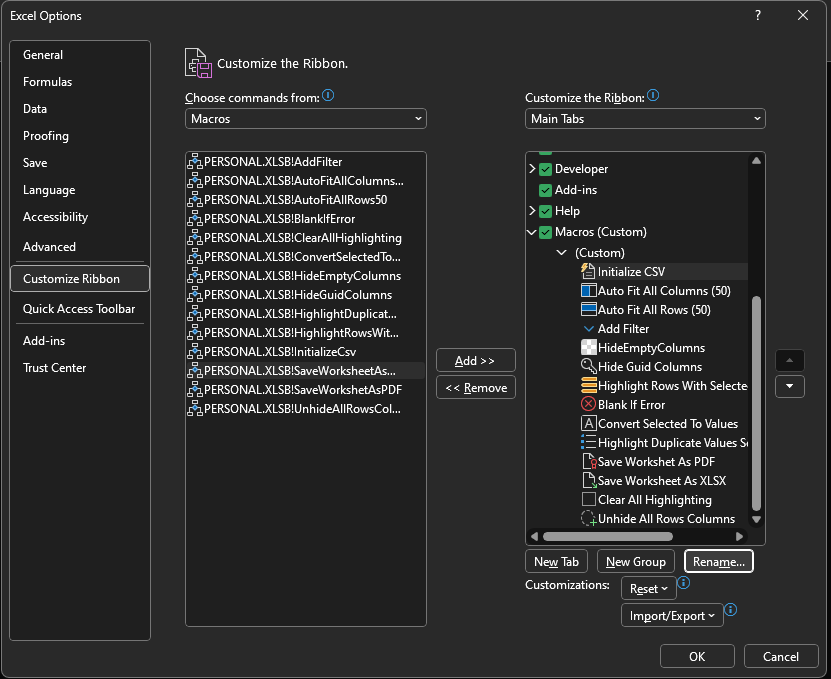 Excel Options
?
General
Formulas
Data
Proofing
Save
Language
Accessibility
Advanced
Customize Ribbon
Quick Access Toolbar
Add-ins
Trust Center
Customize the Ribbon.
Choose commands from:
Macros
PERSONAL.XLSB!AddFilter
PERSONAL.XLSB!AutoFitAllColumns...
PERSONAL.XLSB!AutoFitAllRows50
PERSONAL.XLSB!BlankIfError
PERSONAL.XLSB!ClearAllHighlighting
PERSONAL.XLSB!ConvertSelectedTo...
PERSONAL.XLSB!HideEmptyColumns
PERSONAL.XLSB!HideGuidColumns
PERSONAL.XLSB!HighlightDuplicat...
PERSONAL.XLSB!HighlightRowsWit...
PERSONAL.XLSB!InitializeCsv
PERSONAL.XLSB!SaveWorksheetAs...
PERSONAL.XLSB!SaveWorkshetAsPDF
PERSONAL.XLSB!UnhideAllRowsCol...
Add >>
<< Remove
Customize the Ribbon:
Main Tabs
Developer
Add-ins
Help
Macros (Custom)
(Custom)
Initialize CSV
Auto Fit All Columns (50)
Auto Fit All Rows (50)
Add Filter
HideEmptyColumns
Hide Guid Columns
Highlight Rows With Selecte
Blank If Error
Convert Selected To Values
Highlight Duplicate Values S
Save Workshet As PDF
Save Worksheet As XLSX
Clear All Highlighting
Unhide All Rows Columns
New Tab New Group Rename...
Customizations: Reset
Import/Export
OK Cancel